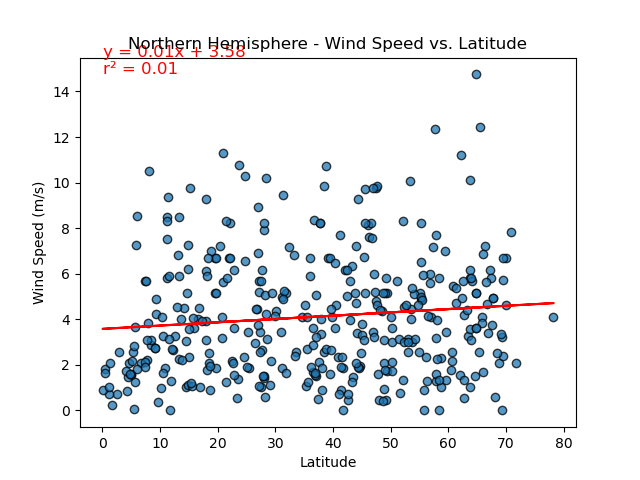 Northern Hemisphere - Wind Speed vs. Latitude
y = 0.01x + 3.58
r² = 0.01
14
12
10
8
6
4
2
0
Wind Speed (m/s)
0 10 20 30 40 50 60 70 80
Latitude